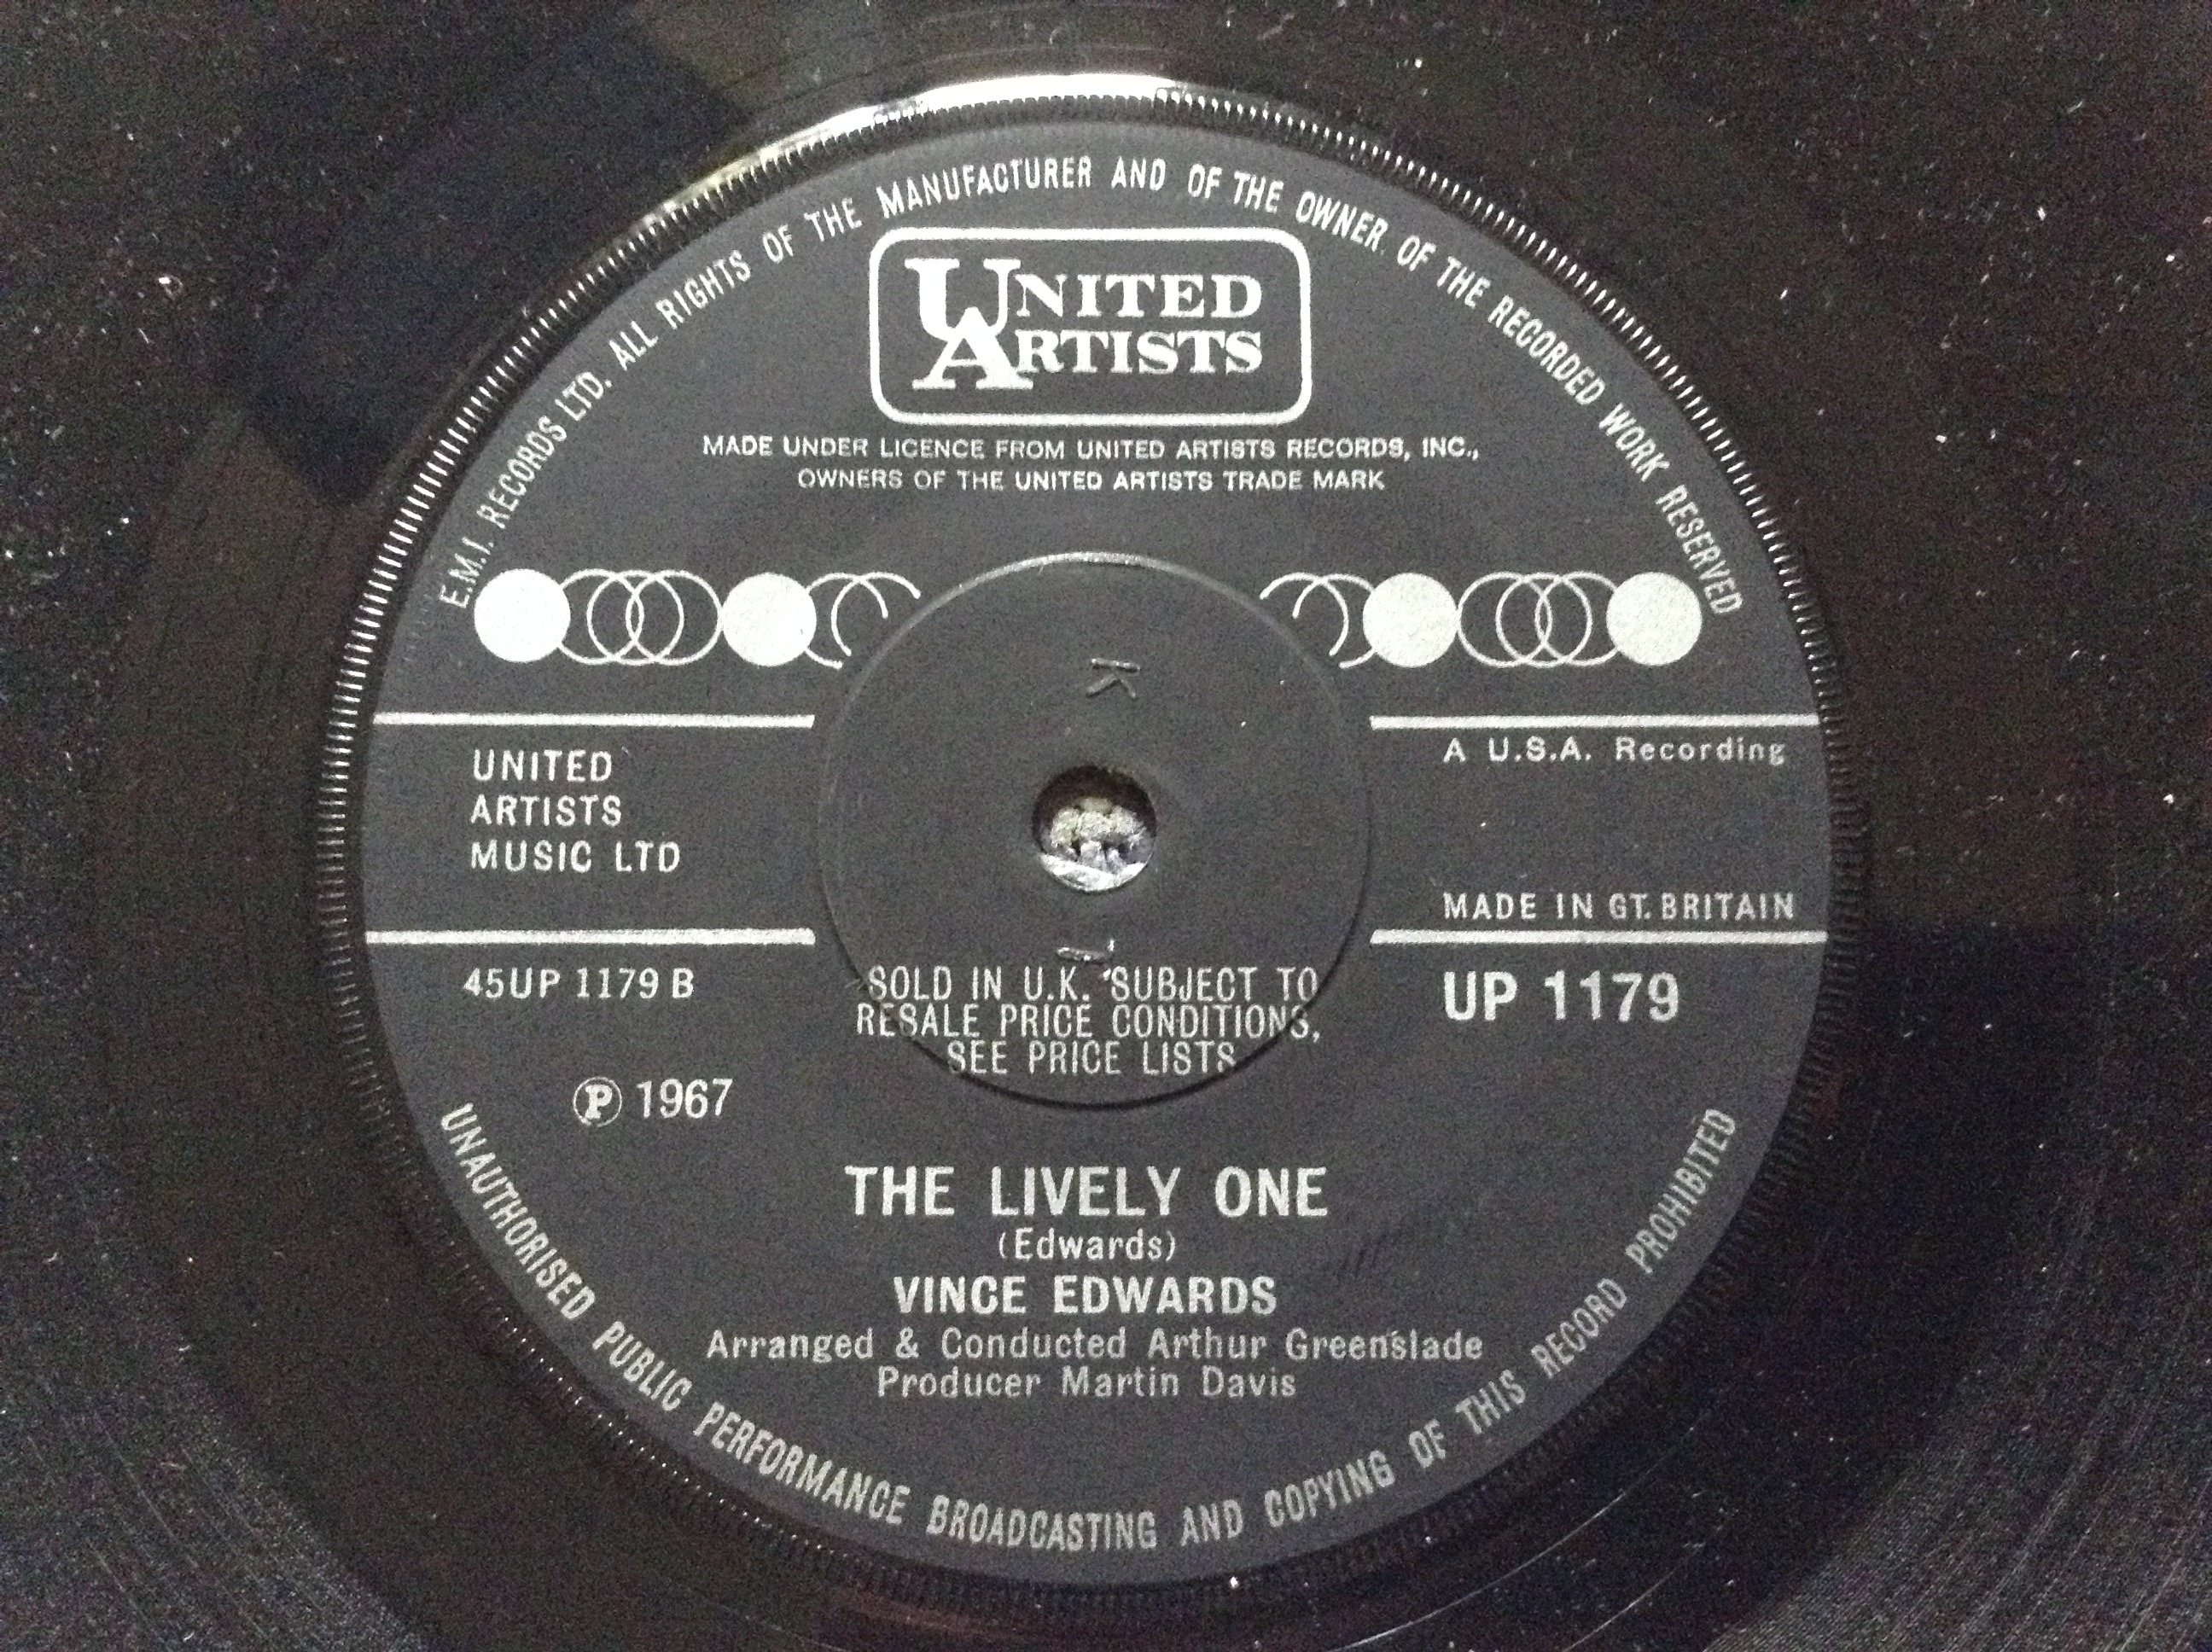 E.M.I. RECORDS LTD. ALL RIGHTS OF THE MANUFACTURER AND OF THE OWNER OF THE RECORDED WORK RESERVED
UNITED
ARTISTS
MADE UNDER LICENCE FROM UNITED ARTISTS RECORDS, INC.,
OWNERS OF THE UNITED ARTISTS TRADE MARK
K
UNITED
ARTISTS
MUSIC LTD
A U.S.A. Recording
MADE IN GT. BRITAIN
45UP 1179 B
SOLD IN U.K. SUBJECT TO
RESALE PRICE CONDITIONS,
SEE PRICE LISTS
UP 1179
Ⓟ 1967
THE LIVELY ONE
(Edwards)
VINCE EDWARDS
Arranged & Conducted Arthur Greenslade
Producer Martin Davis
UNAUTHORISED PUBLIC PERFORMANCE BROADCASTING AND COPYING OF THIS RECORD PROHIBITED